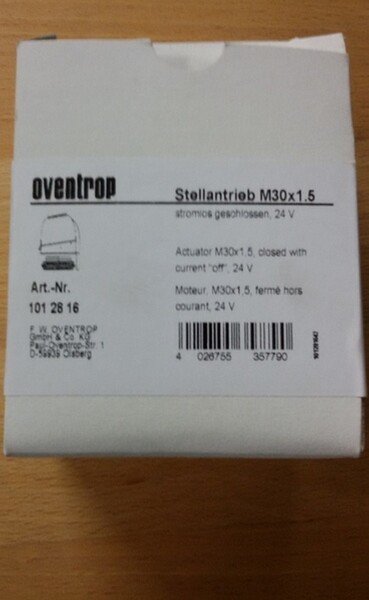 oventrop
Stellantrieb M30x1.5
stromlos geschlossen, 24 V
Actuator M30x1,5, closed with
current "off", 24 V
Art.-Nr.
101 28 16
Moteur, M30x1,5, fermé hors
courant, 24 V
F. W. OVENTROP
GmbH & Co. KG
Paul-Oventrop-Str. 1
D-59939 Olsberg
4 026755 357790